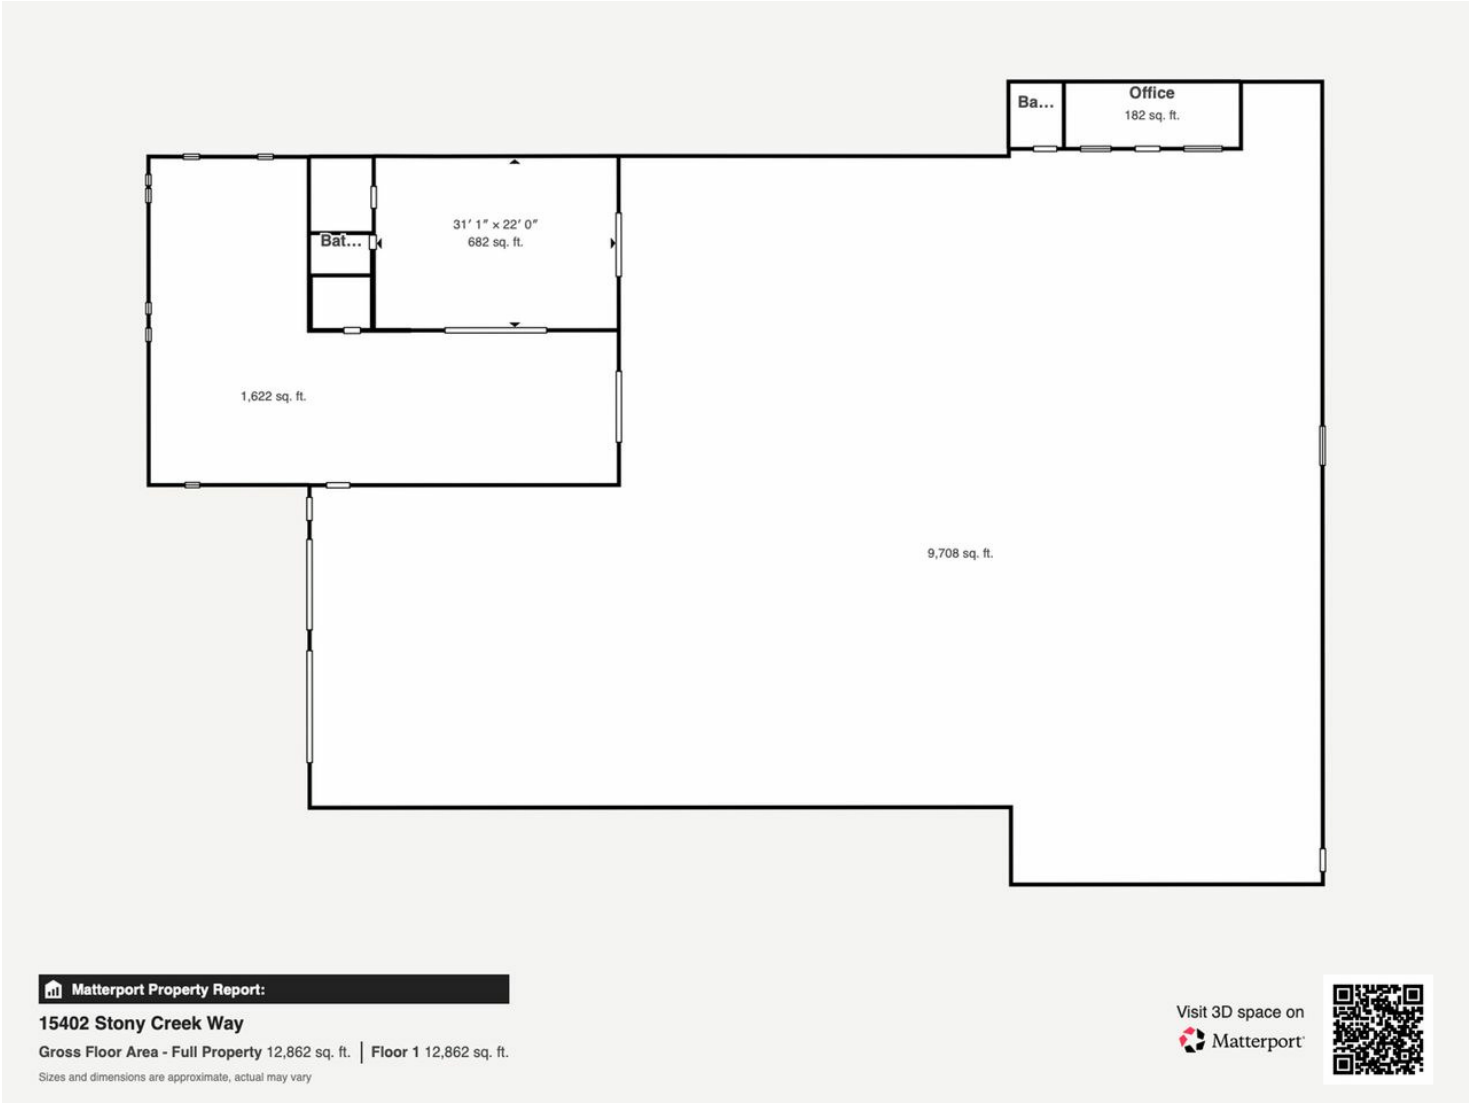 Ba...
Office
182 sq. ft.
31' 1" × 22' 0"
682 sq. ft.
Bat...
1,622 sq. ft.
9,708 sq. ft.
Matterport Property Report:
15402 Stony Creek Way
Gross Floor Area - Full Property 12,862 sq. ft. | Floor 1 12,862 sq. ft.
Sizes and dimensions are approximate, actual may vary
Visit 3D space on
Matterport